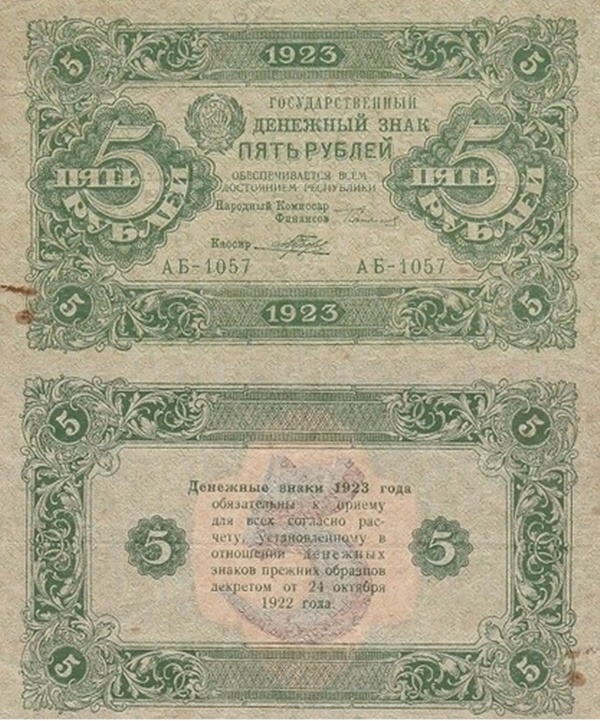 5 1923 5
ГОСУДАРСТВЕННЫЙ
ДЕНЕЖНЫЙ ЗНАК
ПЯТЬ РУБЛЕЙ
5 ПЯТЬ РУБЛЕЙ
5 ПЯТЬ РУБЛЕЙ
ОБЕСПЕЧИВАЕТСЯ ВСЕМ
ДОСТОЯНИЕМ РЕСПУБЛИКИ
Народный Комиссар
Финансов
Кассир
АБ-1057 АБ-1057
5 1923 5
5 5
Денежные знаки 1923 года
обязательны к приему
для всех согласно рас-
чету, установленному в
отношении денежных
знаков прежних образцов
декретом от 24 октября
1922 года.
5 5
5 5